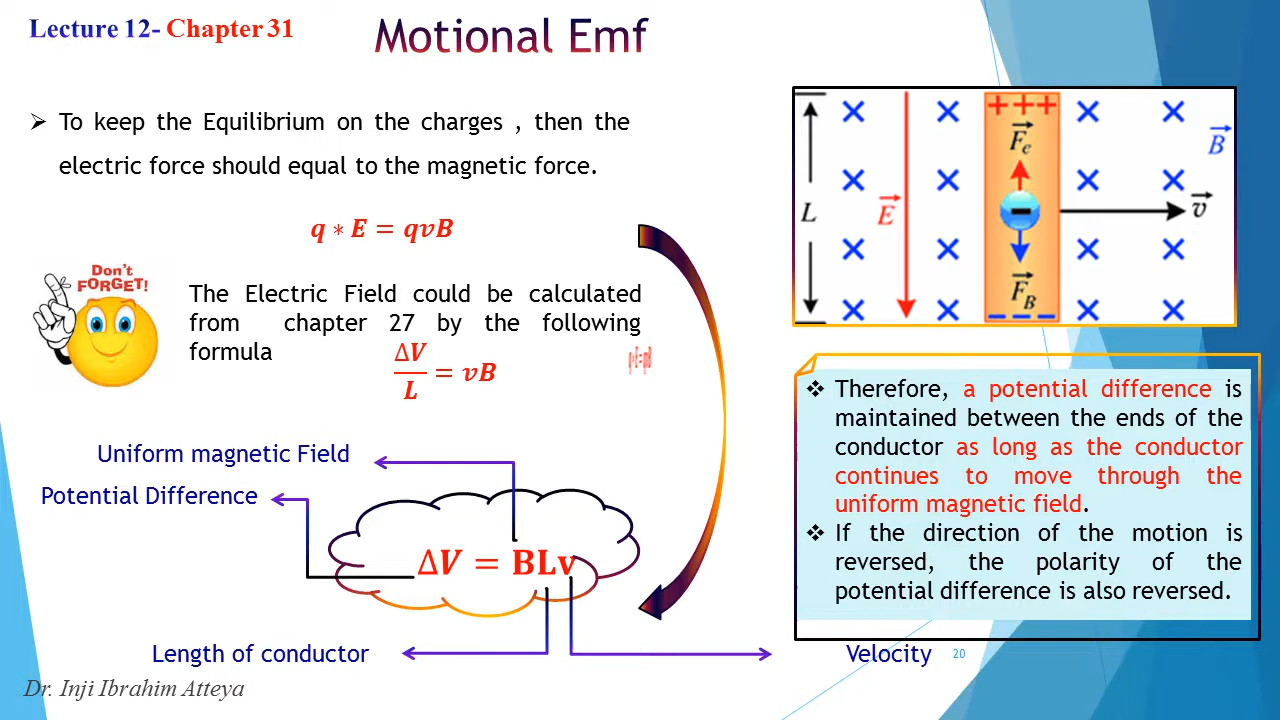 Lecture 12- Chapter 31
Motional Emf
➢ To keep the Equilibrium on the charges , then the
electric force should equal to the magnetic force.
q ∗ E = qvB
Don't
FORGET!
The Electric Field could be calculated
from chapter 27 by the following
formula
ΔV/L = vB
Uniform magnetic Field
Potential Difference
ΔV = BLv
Length of conductor
Velocity
L
E⃗
+ + +
F⃗e
−
F⃗B
− − − −
B⃗
v⃗
❖ Therefore, a potential difference is
maintained between the ends of the
conductor as long as the conductor
continues to move through the
uniform magnetic field.
❖ If the direction of the motion is
reversed, the polarity of the
potential difference is also reversed.
20
Dr. Inji Ibrahim Atteya